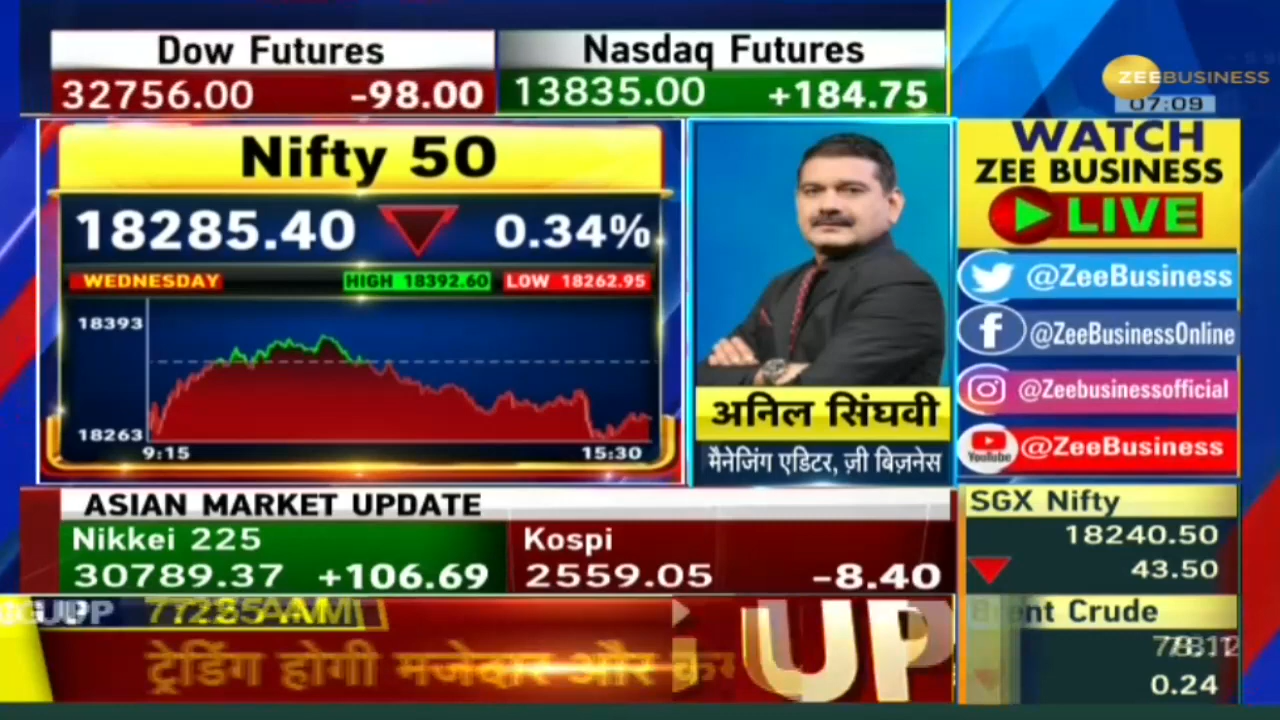 Dow Futures
32756.00 -98.00
Nasdaq Futures
13835.00 +184.75
ZEEBUSINESS
07:09
Nifty 50
18285.40 0.34%
WEDNESDAY HIGH 18392.60 LOW 18262.95
18393
18263
9:15 15:30
अनिल सिंघवी
मैनेजिंग एडिटर, ज़ी बिज़नेस
WATCH
ZEE BUSINESS
LIVE
@ZeeBusiness
@ZeeBusinessOnline
@Zeebusinessofficial
YouTube @ZeeBusiness
ASIAN MARKET UPDATE
Nikkei 225
30789.37 +106.69
Kospi
2559.05 -8.40
SGX Nifty
18240.50
43.50
Brent Crude
0.24
ट्रेडिंग होगी मजेदार और
UP